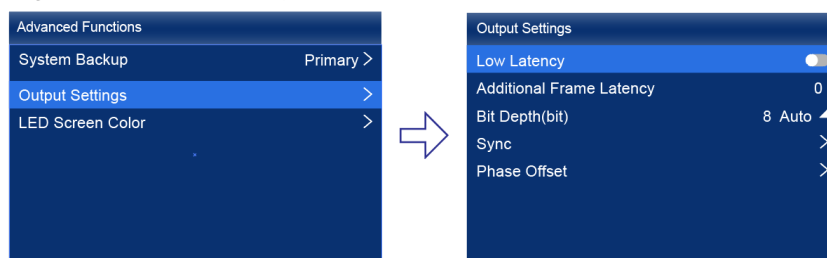 Advanced Functions
System Backup Primary >
Output Settings >
LED Screen Color >
Output Settings
Low Latency
Additional Frame Latency 0
Bit Depth(bit) 8 Auto
Sync >
Phase Offset >